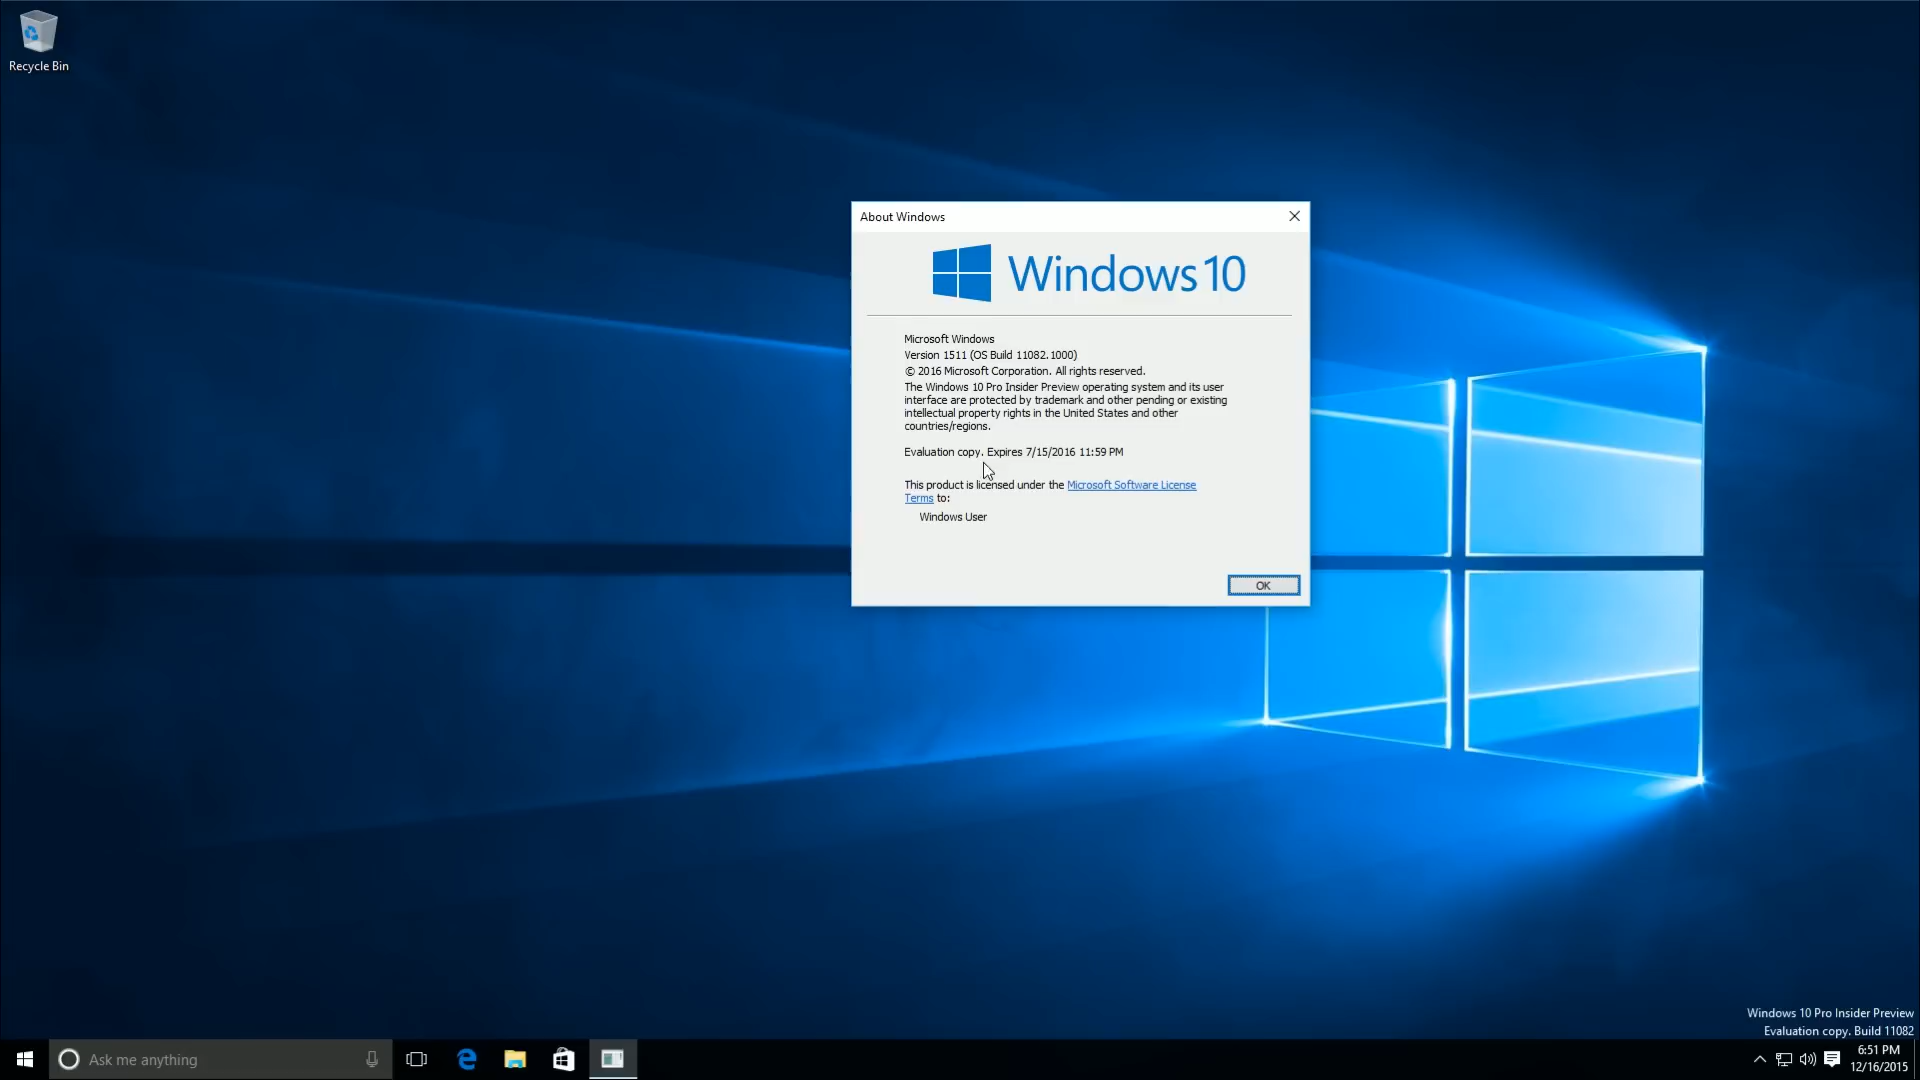 Recycle Bin
About Windows
Windows 10
Microsoft Windows
Version 1511 (OS Build 11082.1000)
© 2016 Microsoft Corporation. All rights reserved.
The Windows 10 Pro Insider Preview operating system and its user
interface are protected by trademark and other pending or existing
intellectual property rights in the United States and other
countries/regions.
Evaluation copy. Expires 7/15/2016 11:59 PM
This product is licensed under the Microsoft Software License
Terms to:
Windows User
OK
Windows 10 Pro Insider Preview
Evaluation copy. Build 11082
Ask me anything
6:51 PM
12/16/2015